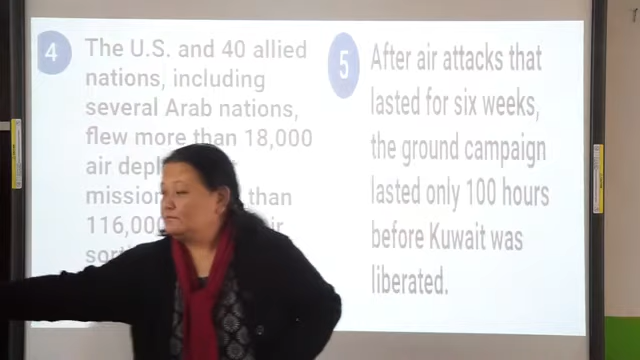 4
The U.S. and 40 allied
nations, including
several Arab nations,
flew more than 18,000
air
than
116,000
5
After air attacks that
lasted for six weeks,
the ground campaign
lasted only 100 hours
before Kuwait was
liberated.